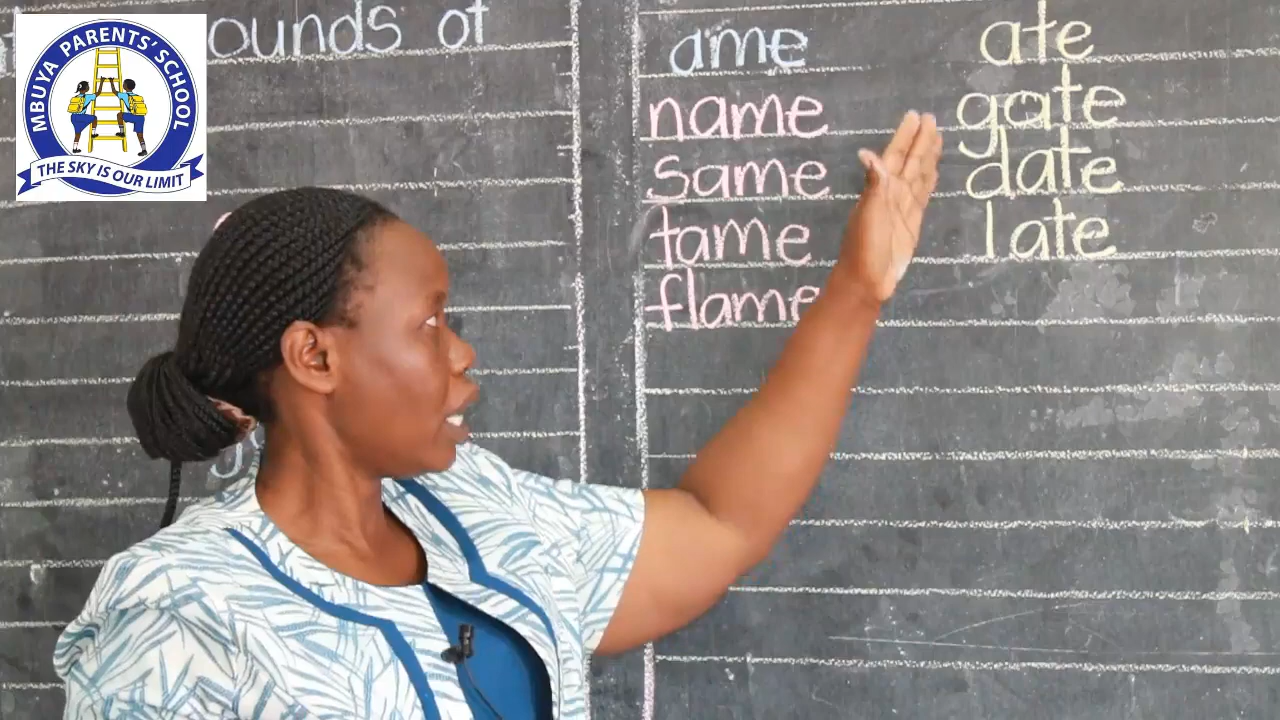 MBUYA PARENTS' SCHOOL
THE SKY IS OUR LIMIT
ounds of
ame
name
same
tame
flame
ate
gate
date
late